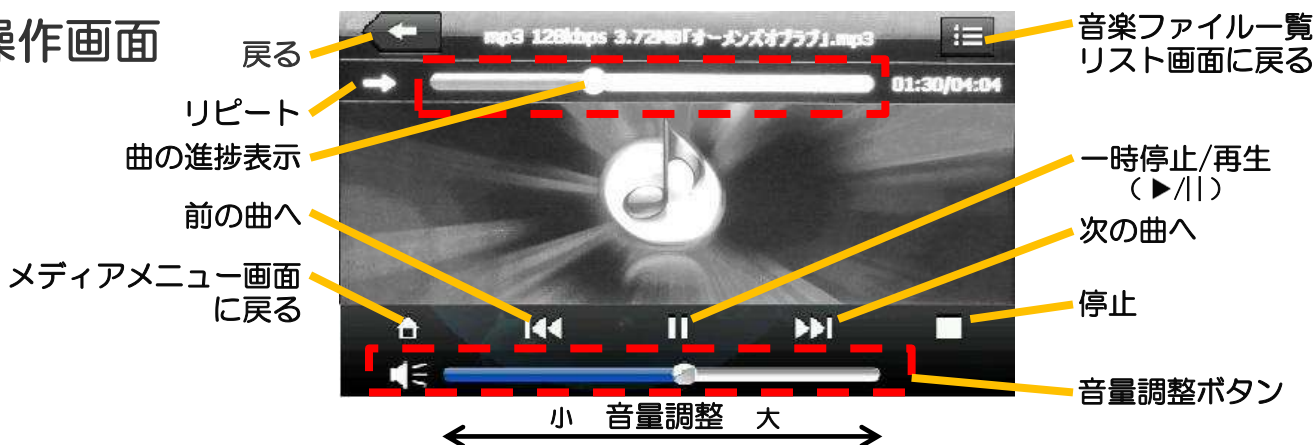 操作画面
戻る
リピート
曲の進捗表示
前の曲へ
メディアメニュー画面
に戻る
mp3 128kbps 3.72MB「オーメンズオブラブ」.mp3
01:30/04:04
音楽ファイル一覧
リスト画面に戻る
一時停止/再生
(▶/||)
次の曲へ
停止
音量調整ボタン
小 音量調整 大